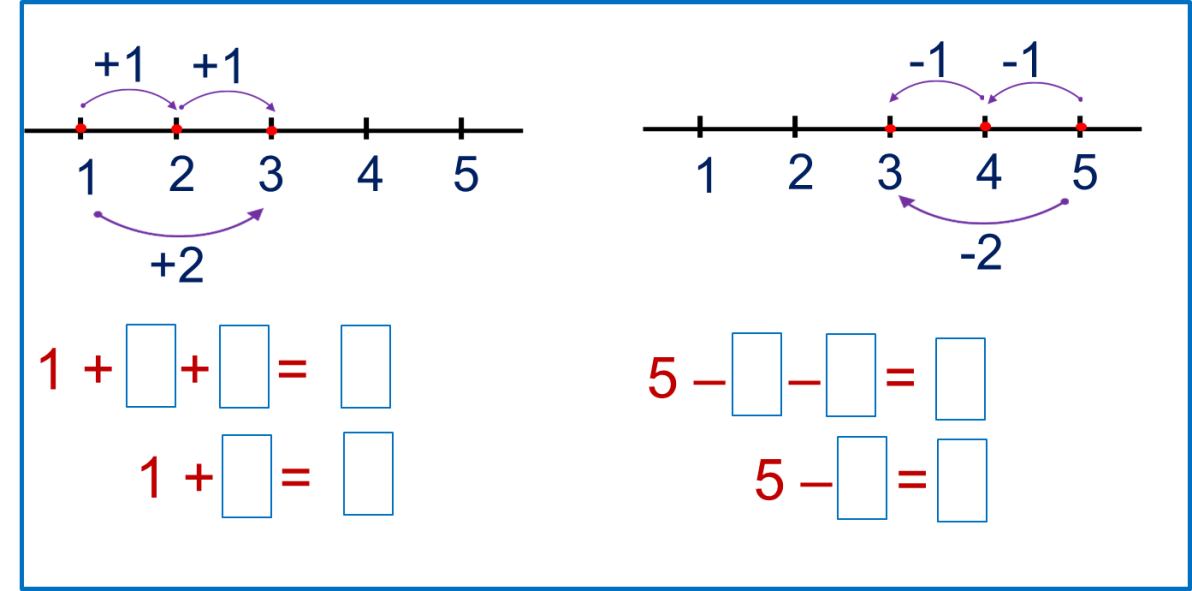 +1 +1
1 2 3 4 5
+2
1 + □ + □ = □
1 + □ = □
-1 -1
1 2 3 4 5
-2
5 – □ – □ = □
5 – □ = □